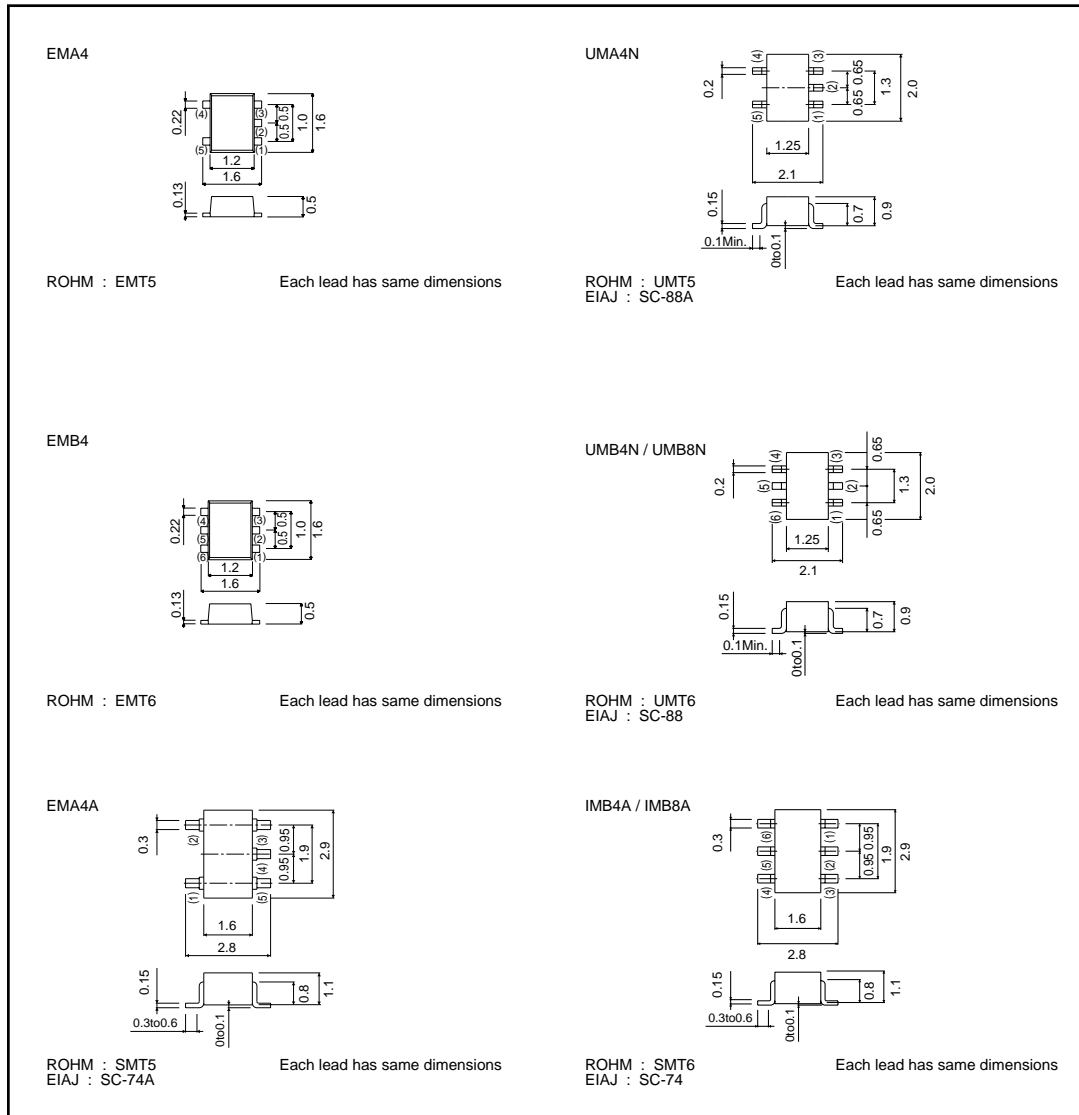 EMA4
0.22
(4)
(3)
(2)
(5)
(1)
0.5 0.5
1.0
1.6
1.2
1.6
0.13
0.5
ROHM : EMT5
Each lead has same dimensions
UMA4N
0.2
(4)
(3)
(2)
(5)
(1)
0.65
0.65
1.3
2.0
1.25
2.1
0.15
0.1Min.
0to0.1
0.7
0.9
ROHM : UMT5
EIAJ : SC-88A
Each lead has same dimensions
EMB4
0.22
(4)
(3)
(5)
(2)
(6)
(1)
0.5 0.5
1.0
1.6
1.2
1.6
0.13
0.5
ROHM : EMT6
Each lead has same dimensions
UMB4N / UMB8N
0.2
(4)
(3)
(5)
(2)
(6)
(1)
0.65
0.65
1.3
2.0
1.25
2.1
0.15
0.1Min.
0to0.1
0.7
0.9
ROHM : UMT6
EIAJ : SC-88
Each lead has same dimensions
EMA4A
0.3
(2)
(3)
(4)
(1)
(5)
0.95 0.95
1.9
2.9
1.6
2.8
0.15
0.3to0.6
0to0.1
0.8
1.1
ROHM : SMT5
EIAJ : SC-74A
Each lead has same dimensions
IMB4A / IMB8A
0.3
(6)
(1)
(5)
(2)
(4)
(3)
0.95 0.95
1.9
2.9
1.6
2.8
0.15
0.3to0.6
0to0.1
0.8
1.1
ROHM : SMT6
EIAJ : SC-74
Each lead has same dimensions